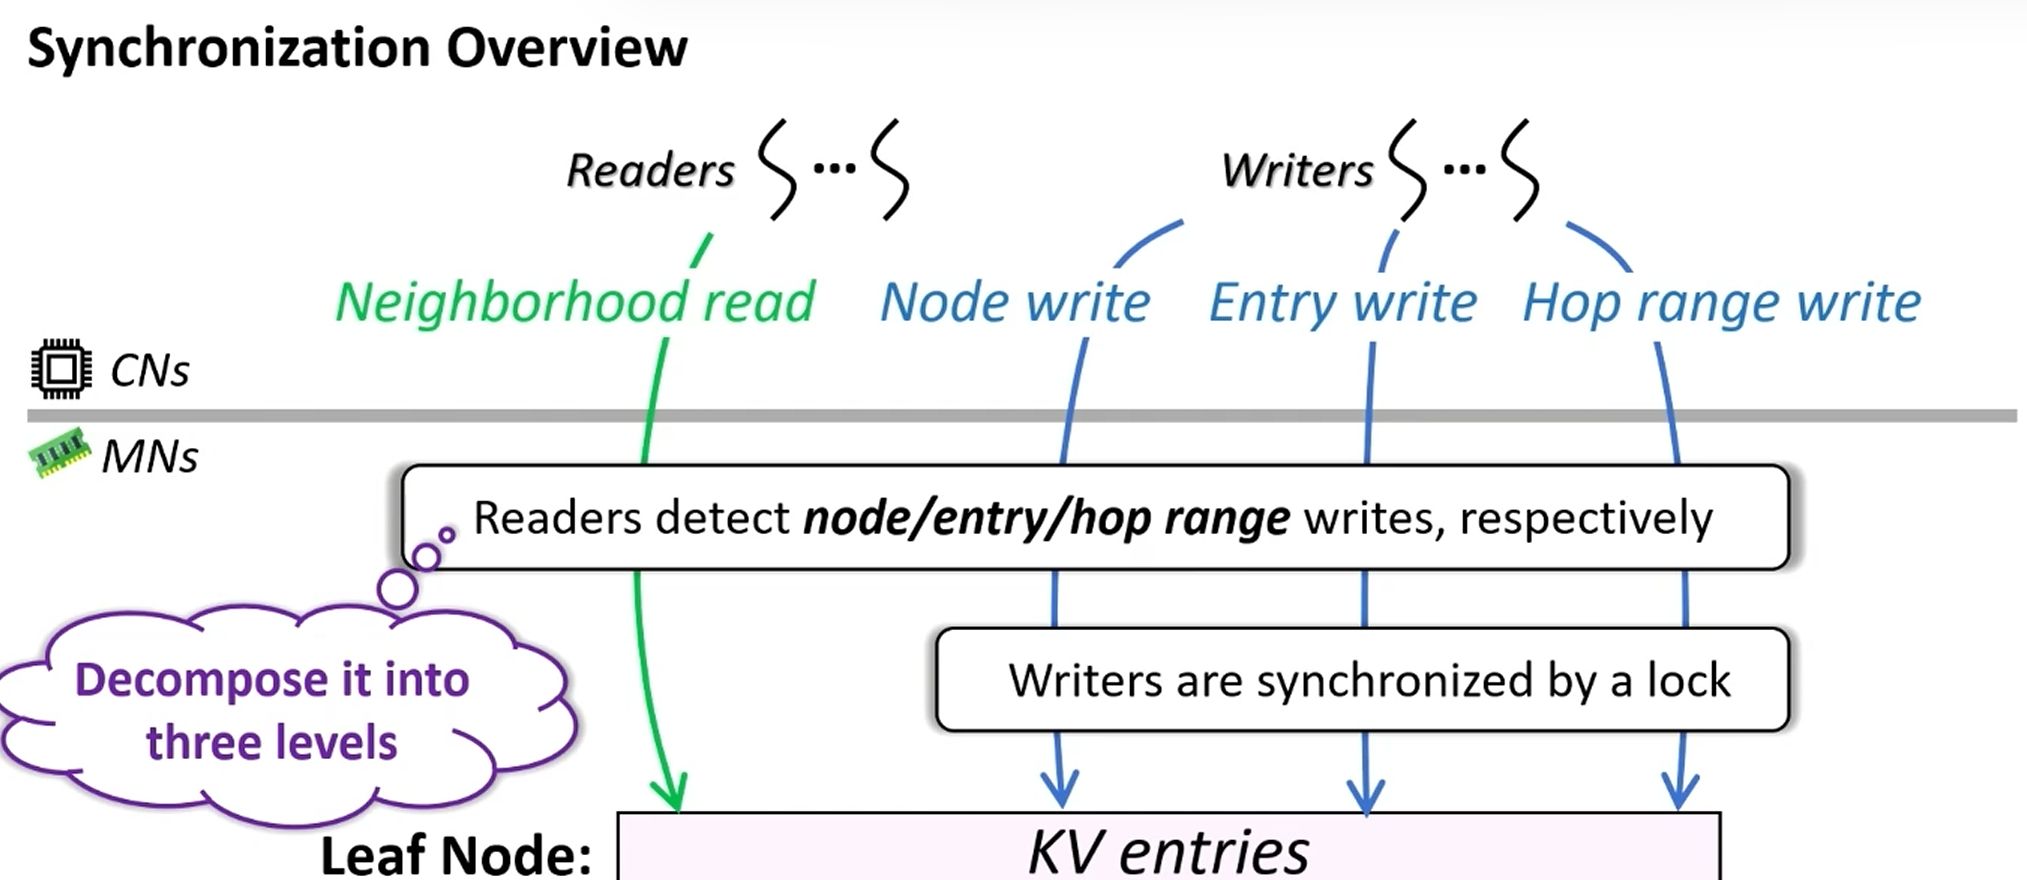 Synchronization Overview
Readers ... Writers ...
Neighborhood read Node write Entry write Hop range write
CNs
MNs
Readers detect node/entry/hop range writes, respectively
Decompose it into
three levels
Writers are synchronized by a lock
Leaf Node: KV entries